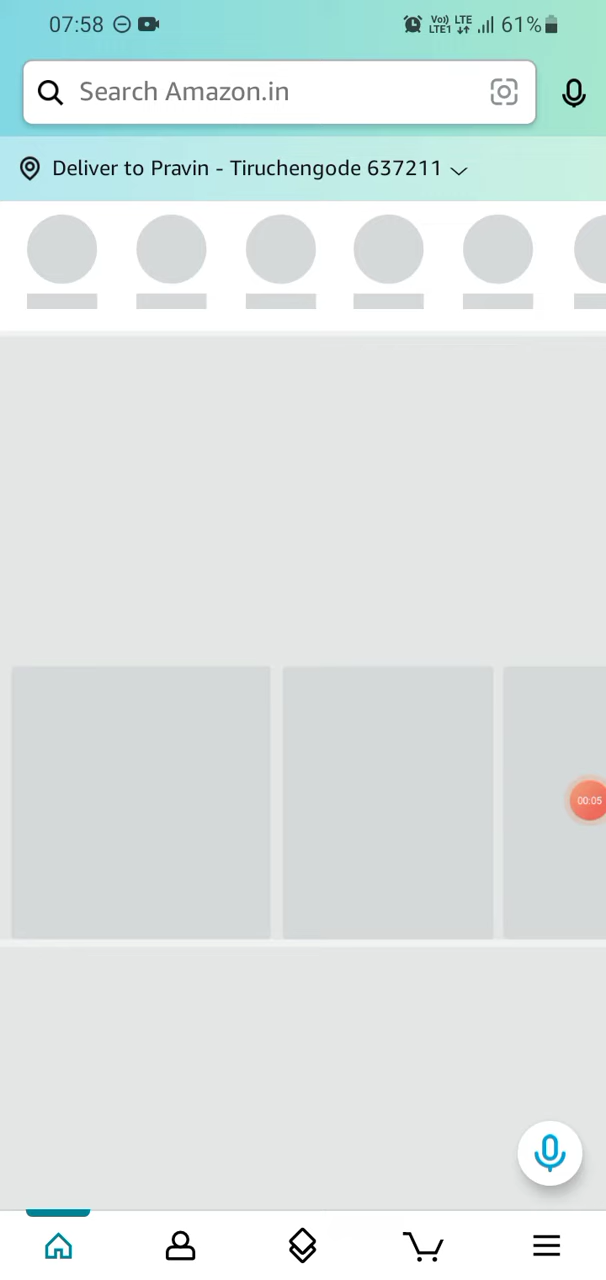 07:58 Vo) LTE LTE1 61%
Search Amazon.in
Deliver to Pravin - Tiruchengode 637211
00:05